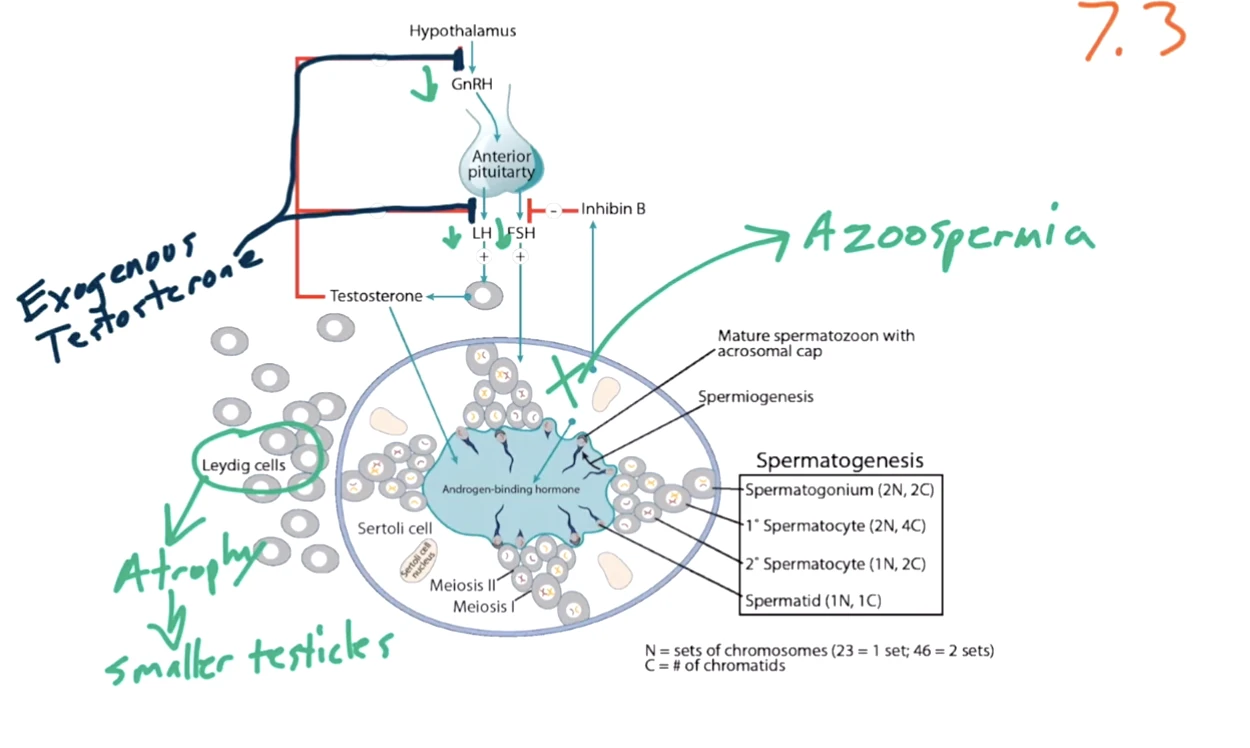 7.3
Hypothalamus
GnRH
Anterior
pituitarty
Inhibin B
LH
FSH
-
+
+
Azoospermia
Exogenous
Testosterone
Testosterone
Mature spermatozoon with
acrosomal cap
Spermiogenesis
Leydig cells
Androgen-binding hormone
Spermatogenesis
Spermatogonium (2N, 2C)
1° Spermatocyte (2N, 4C)
2° Spermatocyte (1N, 2C)
Spermatid (1N, 1C)
Sertoli cell
Sertoli cell
nucleus
Meiosis II
Meiosis I
Atrophy
smaller testicles
N = sets of chromosomes (23 = 1 set; 46 = 2 sets)
C = # of chromatids